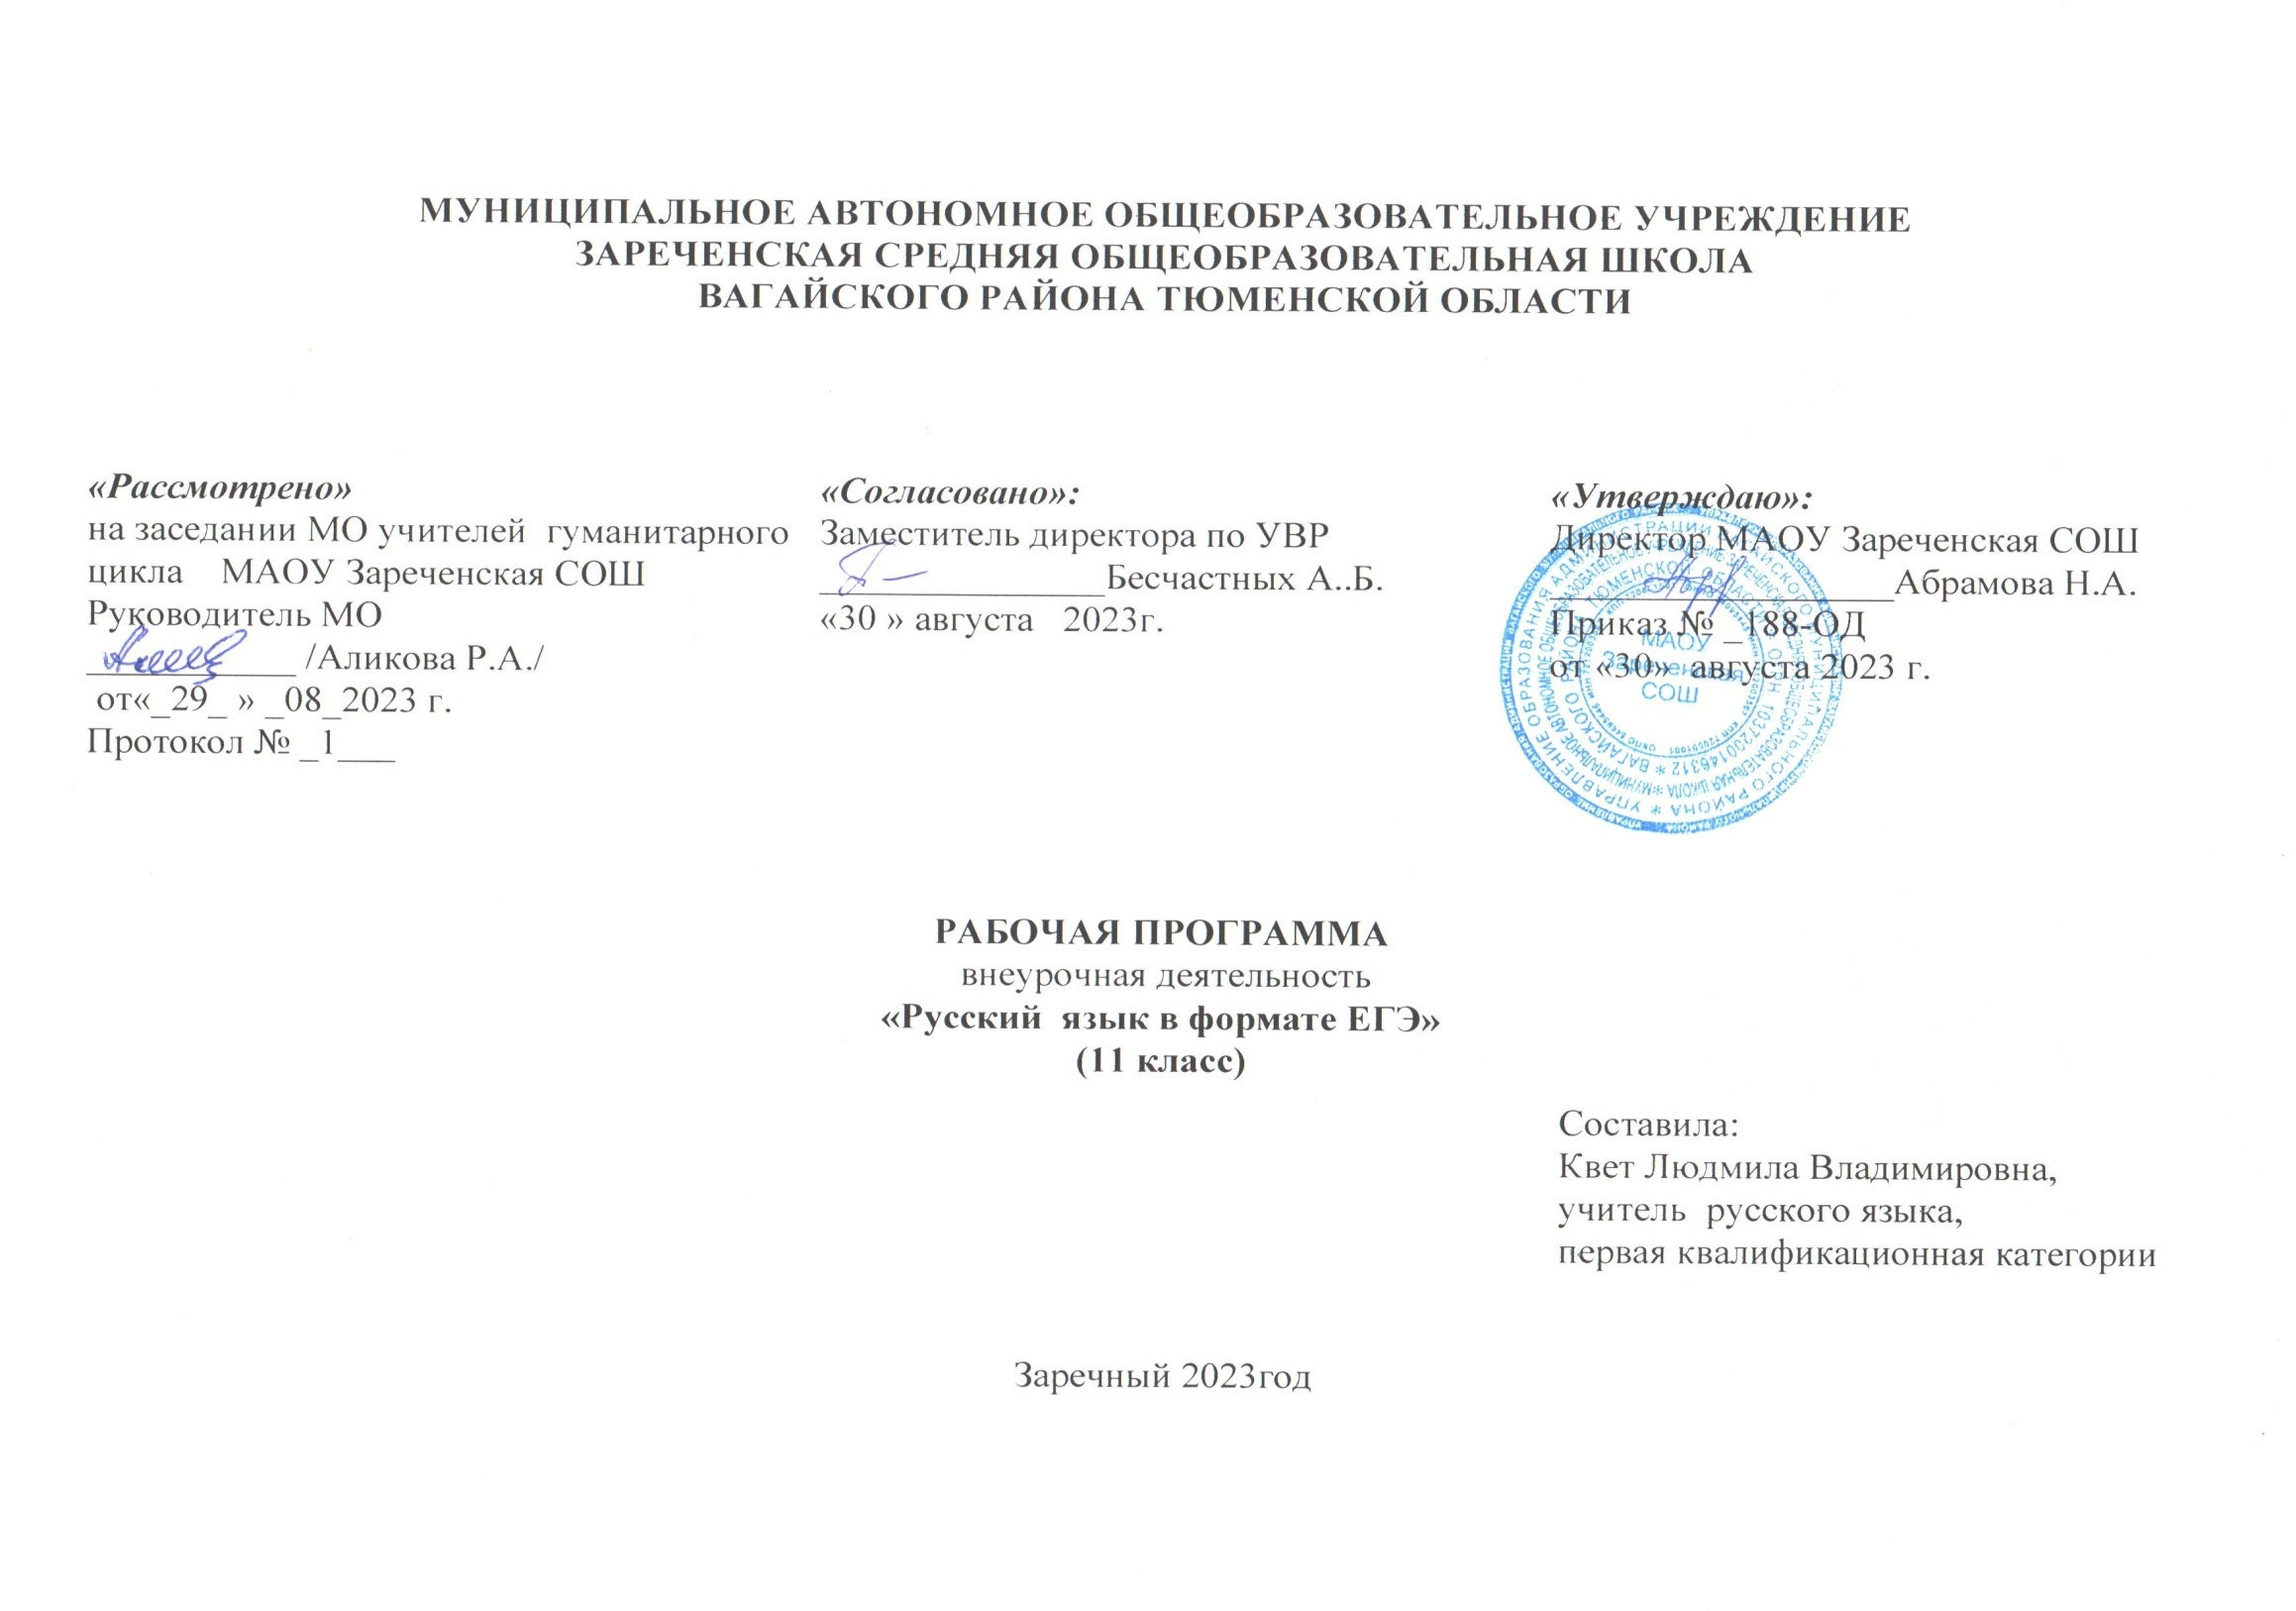 МУНИЦИПАЛЬНОЕ АВТОНОМНОЕ ОБЩЕОБРАЗОВАТЕЛЬНОЕ УЧРЕЖДЕНИЕ
ЗАРЕЧЕНСКАЯ СРЕДНЯЯ ОБЩЕОБРАЗОВАТЕЛЬНАЯ ШКОЛА
ВАГАЙСКОГО РАЙОНА ТЮМЕНСКОЙ ОБЛАСТИ
«Рассмотрено»
на заседании МО учителей гуманитарного
цикла МАОУ Зареченская СОШ
Руководитель МО
___________ /Аликова Р.А./
от«_29_ » _08_2023 г.
Протокол № _1___
«Согласовано»:
Заместитель директора по УВР
_______________Бесчастных А..Б.
«30 » августа 2023г.
«Утверждаю»:
Директор МАОУ Зареченская СОШ
__________________Абрамова Н.А.
Приказ № _188-ОД
от «30» августа 2023 г.
МАОУ
Зареченская
СОШ
РАБОЧАЯ ПРОГРАММА
внеурочная деятельность
«Русский язык в формате ЕГЭ»
(11 класс)
Составила:
Квет Людмила Владимировна,
учитель русского языка,
первая квалификационная категории
Заречный 2023год